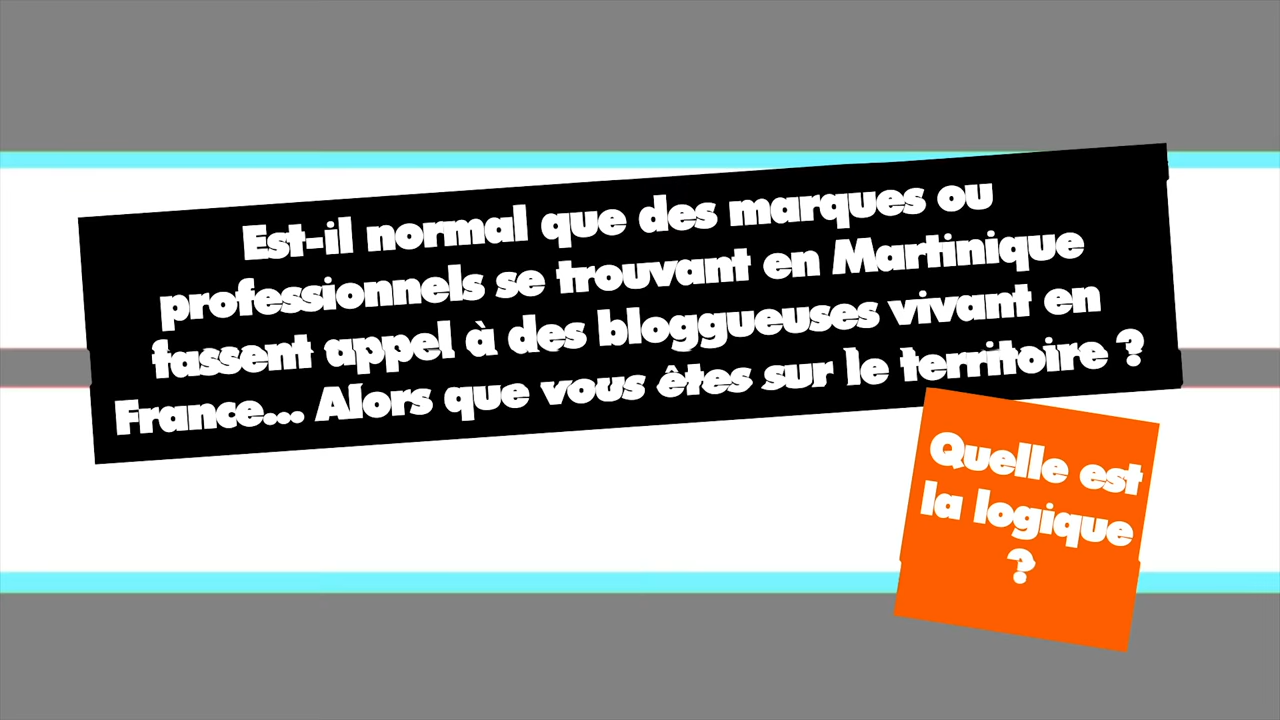 Est-il normal que des marques ou
professionnels se trouvant en Martinique
fassent appel à des bloggueuses vivant en
France... Alors que vous êtes sur le territoire ?
Quelle est
la logique
?